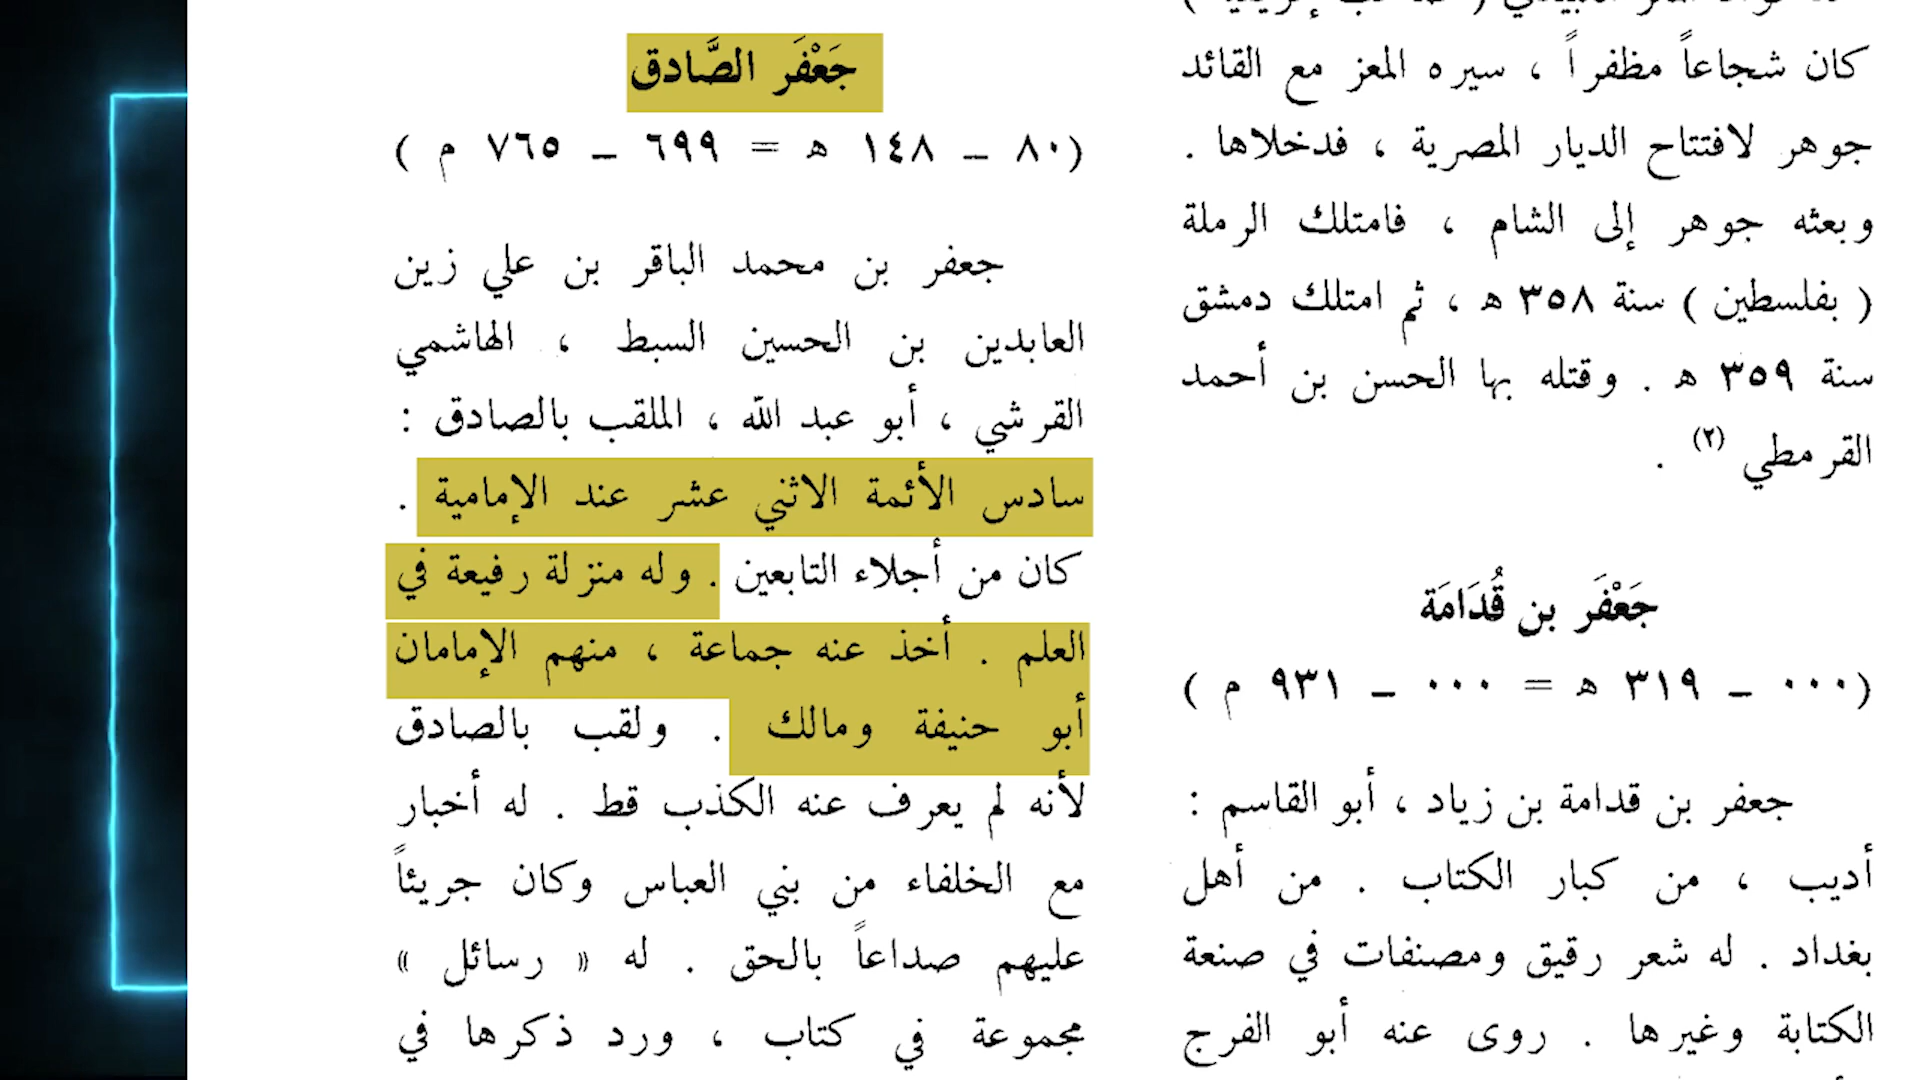 كان شجاعاً مظفراً ، سيره المعز مع القائد
جوهر لافتتاح الديار المصرية ، فدخلاها .
وبعثه جوهر إلى الشام ، فامتلك الرملة
( بفلسطين ) سنة ٣٥٨ هـ ، ثم امتلك دمشق
سنة ٣٥٩ هـ . وقتله بها الحسن بن أحمد
القرمطي (٢) .
جَعْفَر بن قُدَامَة
(٠٠٠ ــ ٣١٩ هـ = ٠٠٠ ــ ٩٣١ م )
جعفر بن قدامة بن زياد ، أبو القاسم :
أديب ، من كبار الكتاب . من أهل
بغداد . له شعر رقيق ومصنفات في صنعة
الكتابة وغيرها . روى عنه أبو الفرج
جَعْفَر الصَّادق
(٨٠ ــ ١٤٨ هـ = ٦٩٩ ــ ٧٦٥ م )
جعفر بن محمد الباقر بن علي زين
العابدين بن الحسين السبط ، الهاشمي
القرشي ، أبو عبد الله ، الملقب بالصادق :
سادس الأئمة الاثني عشر عند الإمامية .
كان من أجلاء التابعين . وله منزلة رفيعة في
العلم . أخذ عنه جماعة ، منهم الإمامان
أبو حنيفة ومالك . ولقب بالصادق
لأنه لم يعرف عنه الكذب قط . له أخبار
مع الخلفاء من بني العباس وكان جريئاً
عليهم صداعاً بالحق . له « رسائل »
مجموعة في كتاب ، ورد ذكرها في